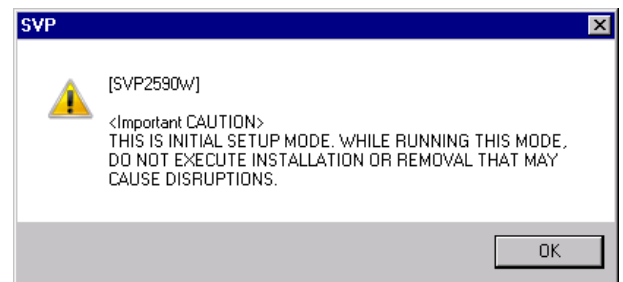 SVP
[SVP2590W]
<Important CAUTION>
THIS IS INITIAL SETUP MODE. WHILE RUNNING THIS MODE,
DO NOT EXECUTE INSTALLATION OR REMOVAL THAT MAY
CAUSE DISRUPTIONS.
OK